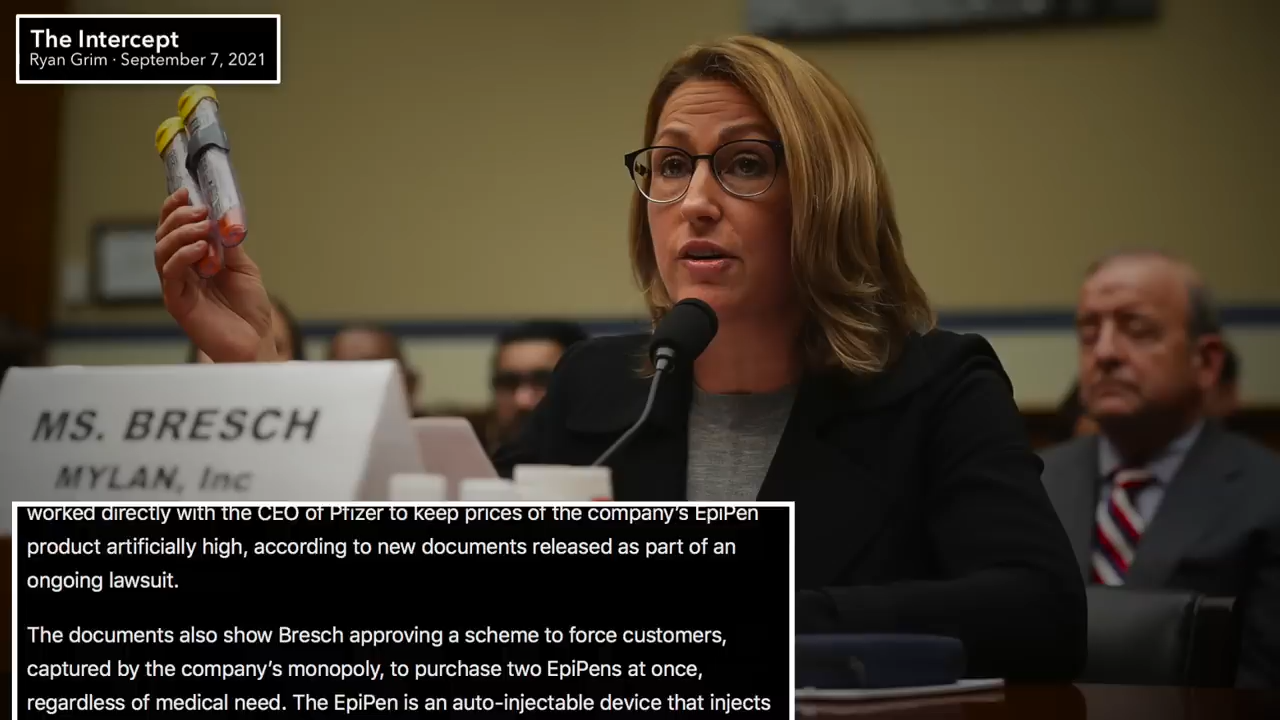 The Intercept
Ryan Grim · September 7, 2021
MS. BRESCH
MYLAN, Inc
worked directly with the CEO of Pfizer to keep prices of the company's EpiPen
product artificially high, according to new documents released as part of an
ongoing lawsuit.
The documents also show Bresch approving a scheme to force customers,
captured by the company's monopoly, to purchase two EpiPens at once,
regardless of medical need. The EpiPen is an auto-injectable device that injects